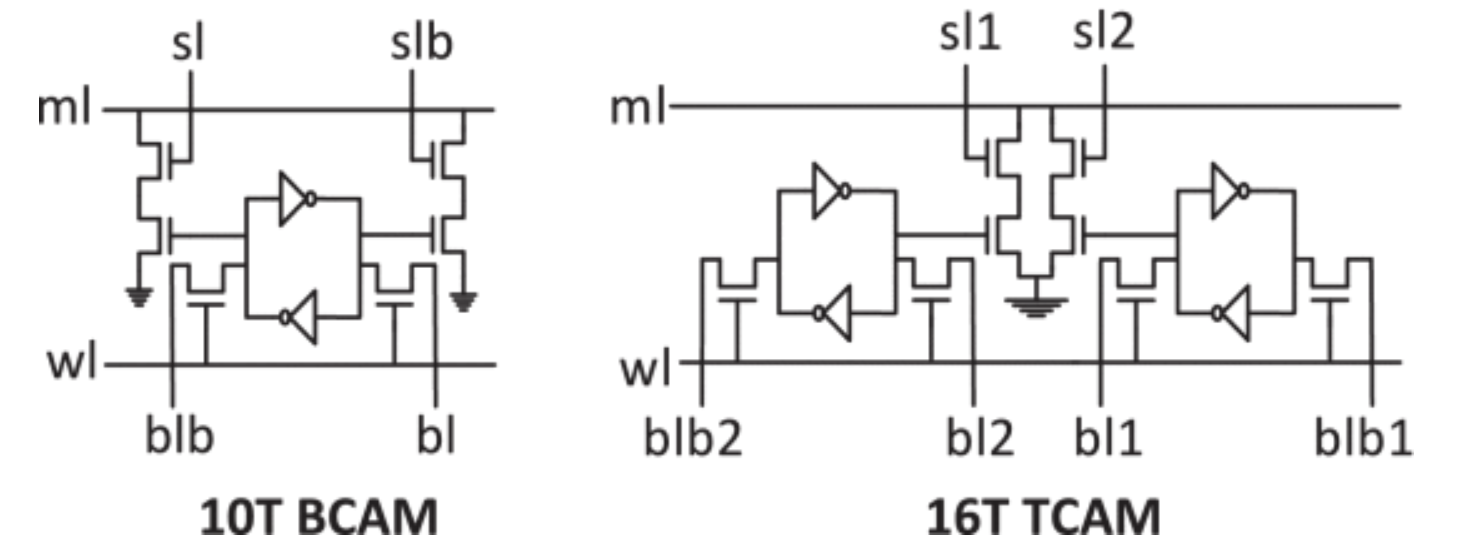 sl slb sl1 sl2
ml ml
wl wl
blb bl blb2 bl2 bl1 blb1
10T BCAM 16T TCAM